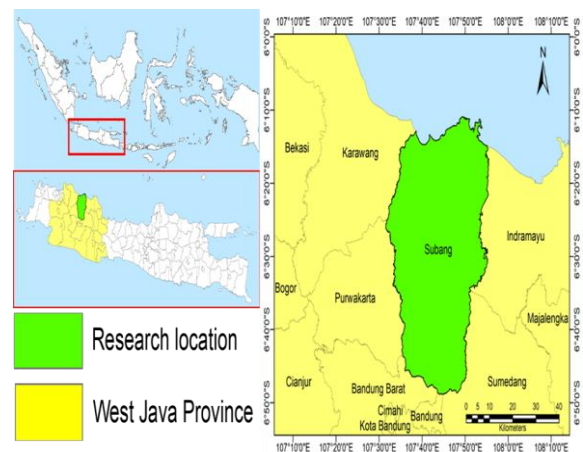 Research location
West Java Province
107°10'0"E 107°20'0"E 107°30'0"E 107°40'0"E 107°50'0"E 108°0'0"E 108°10'0"E
6°0'0"S 6°0'0"S
N
6°10'0"S 6°10'0"S
Bekasi
Karawang
6°20'0"S 6°20'0"S
Subang
Indramayu
6°30'0"S 6°30'0"S
Bogor
Purwakarta
Majalengka
6°40'0"S 6°40'0"S
Cianjur
Bandung Barat
Sumedang
Cimahi
Bandung
Kota Bandung
0 5 10 20 30 40
Kilometers
6°50'0"S 6°50'0"S
107°10'0"E 107°20'0"E 107°30'0"E 107°40'0"E 107°50'0"E 108°0'0"E 108°10'0"E